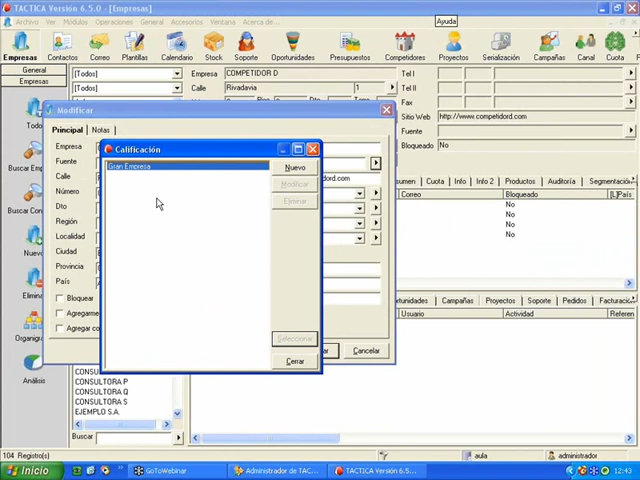 TACTICA Versión 6.5.0 - [Empresas]
Archivo Ver Módulos Operaciones General Accesorios Ventana Acerca de...
Ayuda
Empresas Contactos Correo Plantillas Calendario Stock Soporte Oportunidades Presupuestos Competidores Proyectos Serialización Campañas Canal Cuota
General
Empresas
[Todos]
[Todos]
Empresa COMPETIDOR D
Calle Rivadavia 1
Tel I
Tel II
Fax
Sitio Web http://www.competidord.com
Fuente
Bloqueado No
Todos
Buscar
Buscar
Nuevo
Análisis
Modificar
Principal Notas
Empresa
Fuente
Calle
Número
Dto
Región
Localidad
Ciudad
Provincia
País
Bloquear
Cancelar
Calificación
Gran Empresa
Nuevo
Modificar
Eliminar
Seleccionar
Cerrar
Cuota Info Info 2 Productos Auditoría
Correo Bloqueado [L]País
No
No
No
No
Campañas Proyectos Soporte Pedidos
Usuario Actividad
CONSULTORA P
CONSULTORA Q
CONSULTORA S
EJEMPLO S.A.
Buscar
104 Registro(s) aula administrador
Inicio GoToWebinar Administrador de TAC... TACTICA Versión 6.5.... 12:43